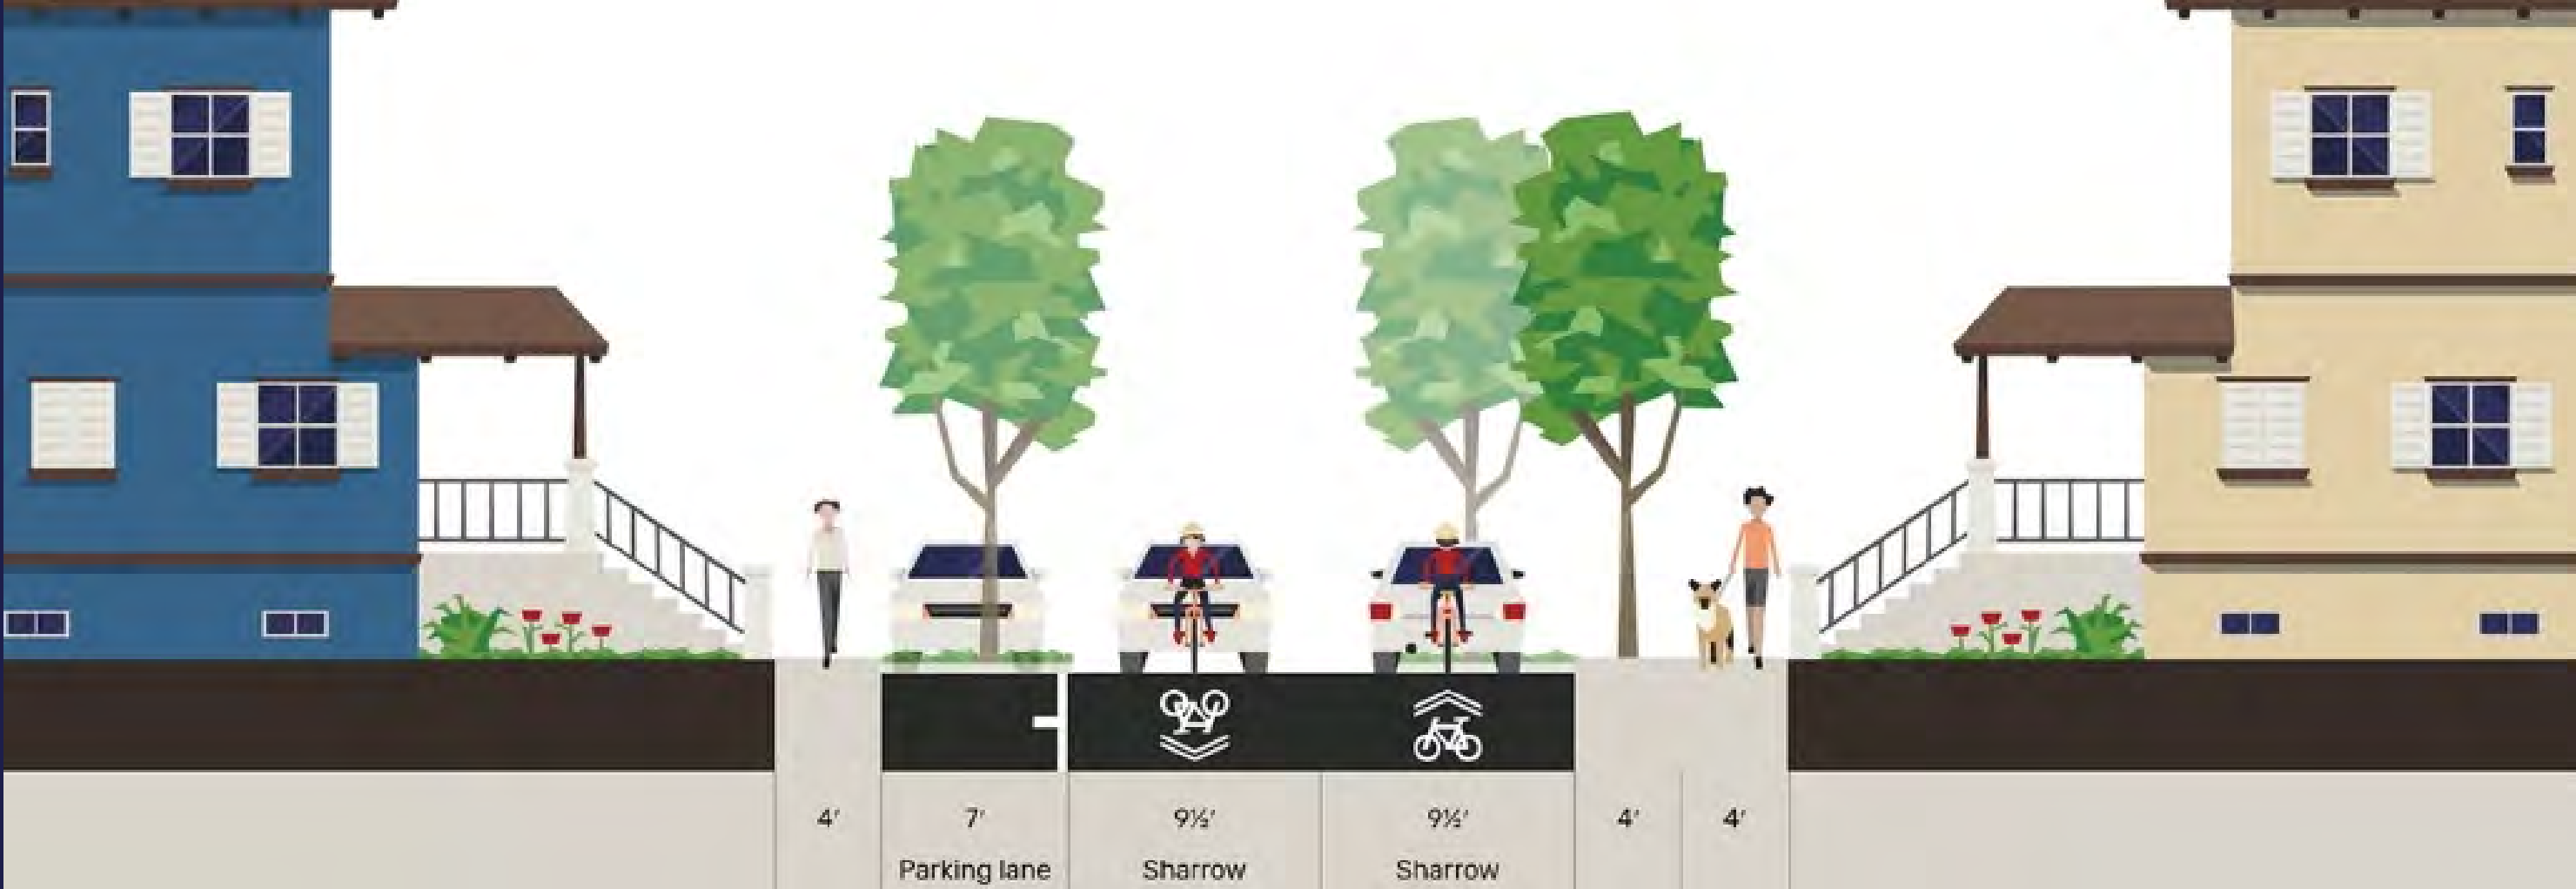 4′ 7′ 9½′ 9½′ 4′ 4′
Parking lane Sharrow Sharrow